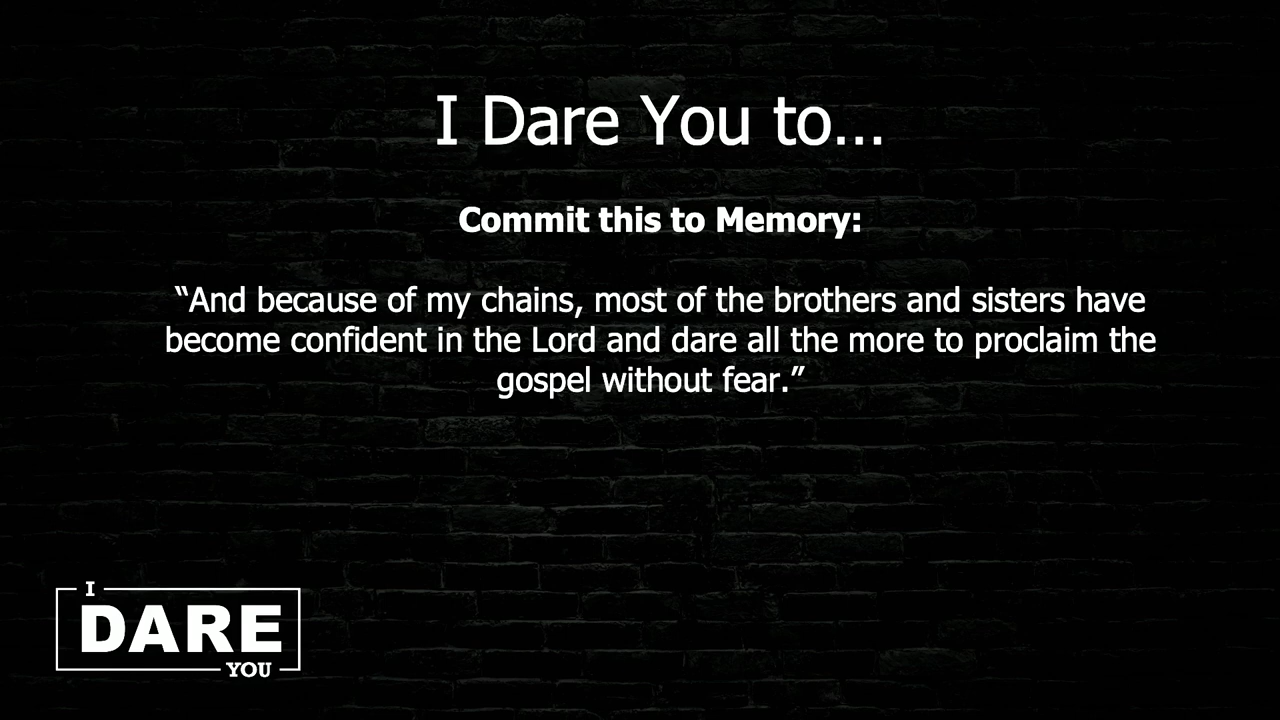 I Dare You to…
Commit this to Memory:
“And because of my chains, most of the brothers and sisters have
become confident in the Lord and dare all the more to proclaim the
gospel without fear.”
I
DARE
YOU